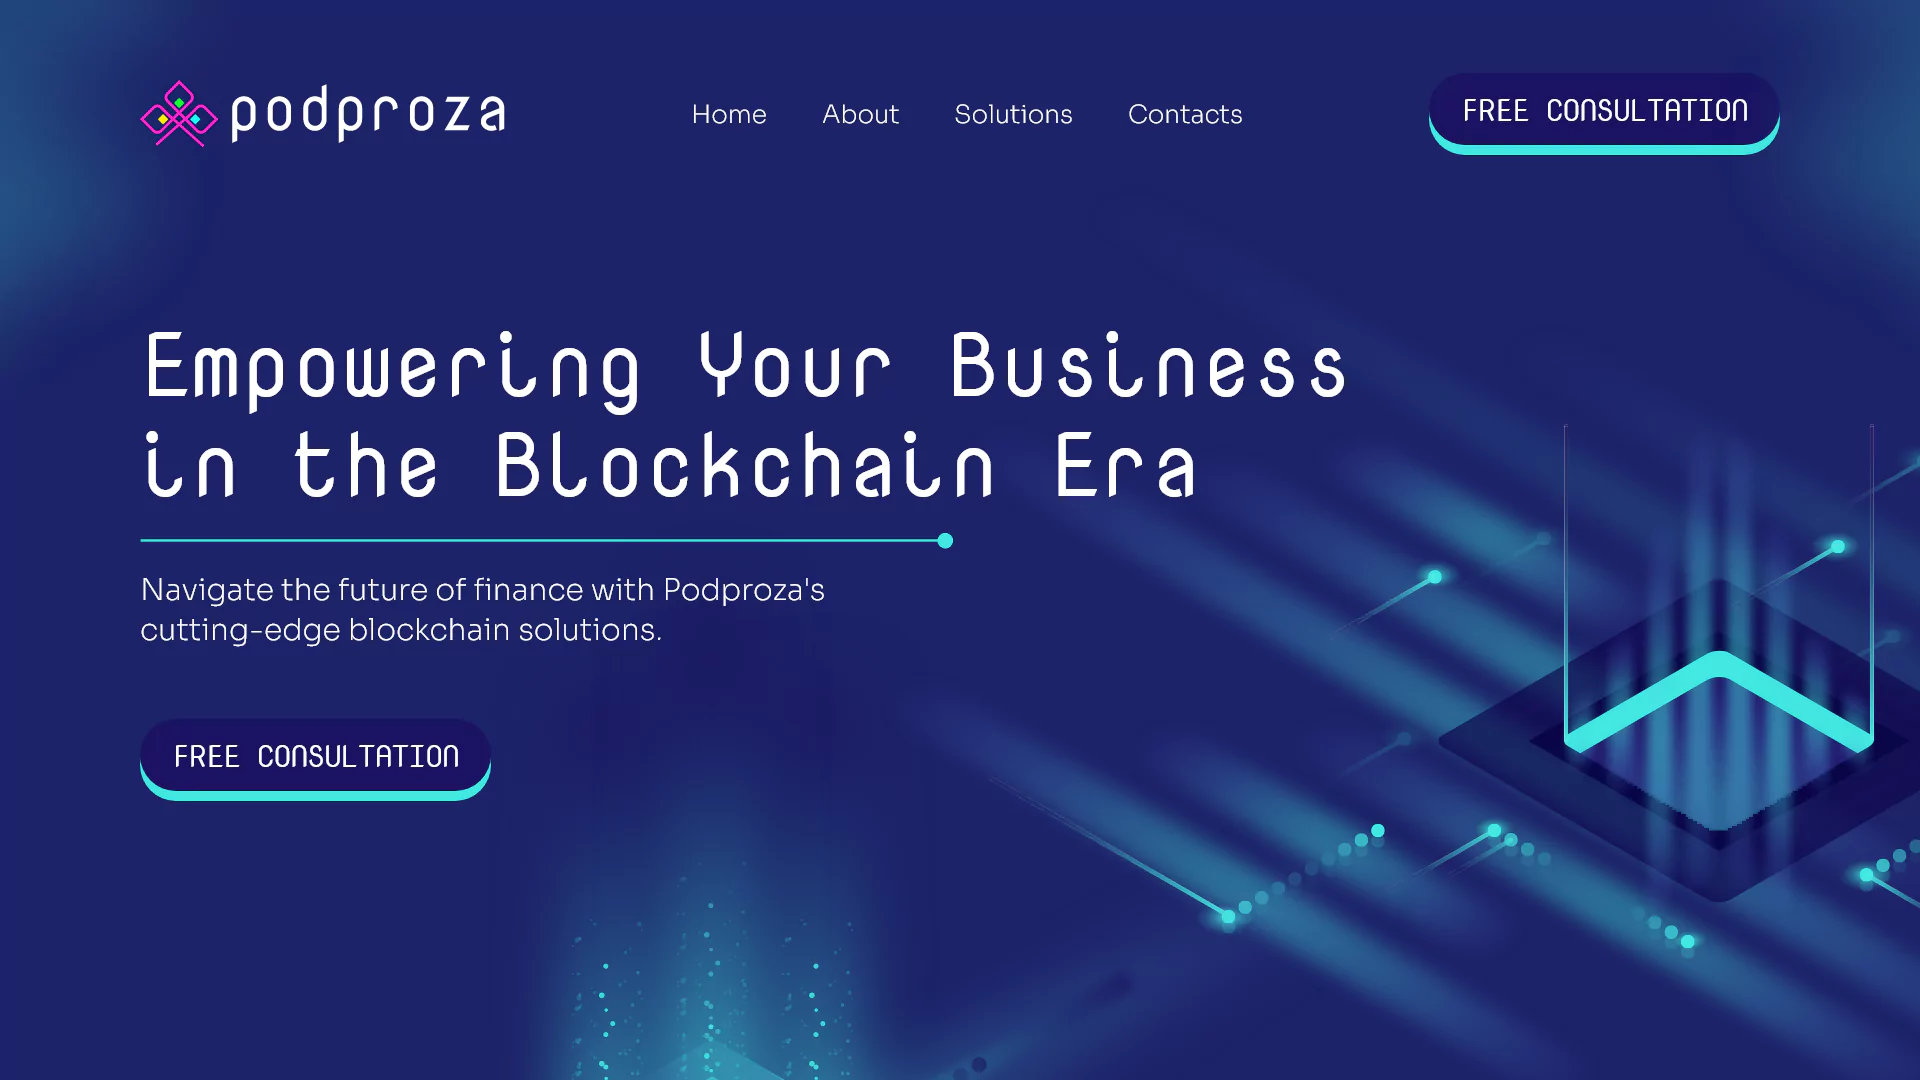 podproza
Home
About
Solutions
Contacts
FREE CONSULTATION
Empowering Your Business
in the Blockchain Era
Navigate the future of finance with Podproza's
cutting-edge blockchain solutions.
FREE CONSULTATION